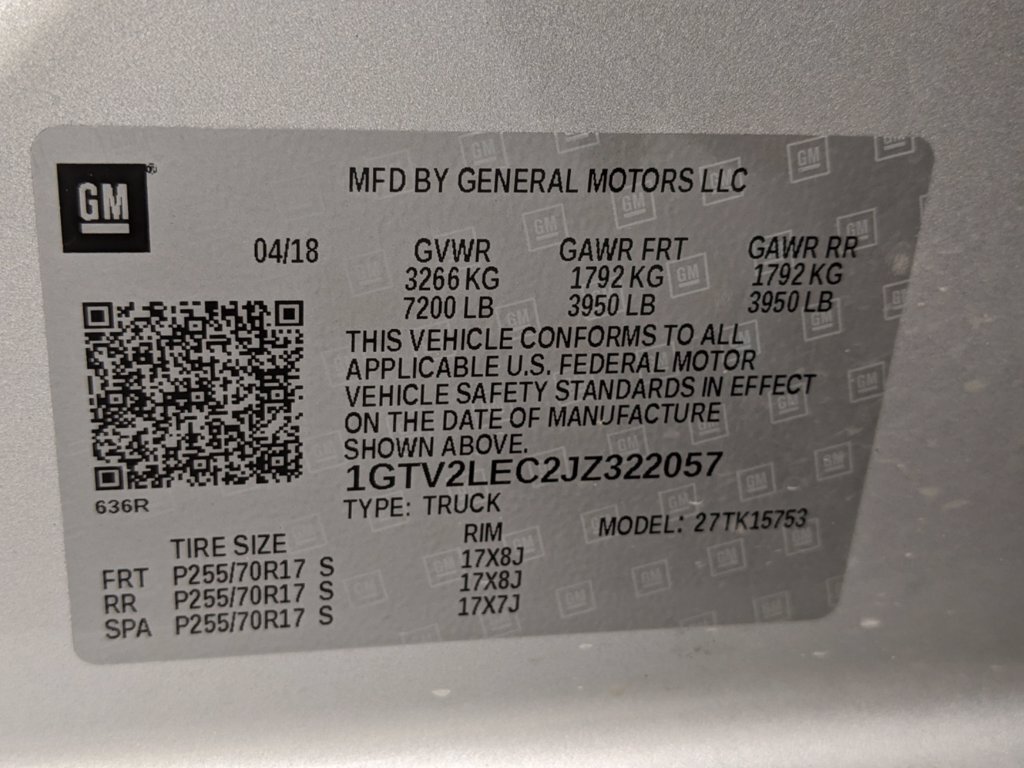 GM
MFD BY GENERAL MOTORS LLC
04/18 GVWR GAWR FRT GAWR RR
3266 KG 1792 KG 1792 KG
7200 LB 3950 LB 3950 LB
THIS VEHICLE CONFORMS TO ALL
APPLICABLE U.S. FEDERAL MOTOR
VEHICLE SAFETY STANDARDS IN EFFECT
ON THE DATE OF MANUFACTURE
SHOWN ABOVE.
1GTV2LEC2JZ322057
636R
TYPE: TRUCK
MODEL: 27TK15753
TIRE SIZE RIM
FRT P255/70R17 S 17X8J
RR P255/70R17 S 17X8J
SPA P255/70R17 S 17X7J